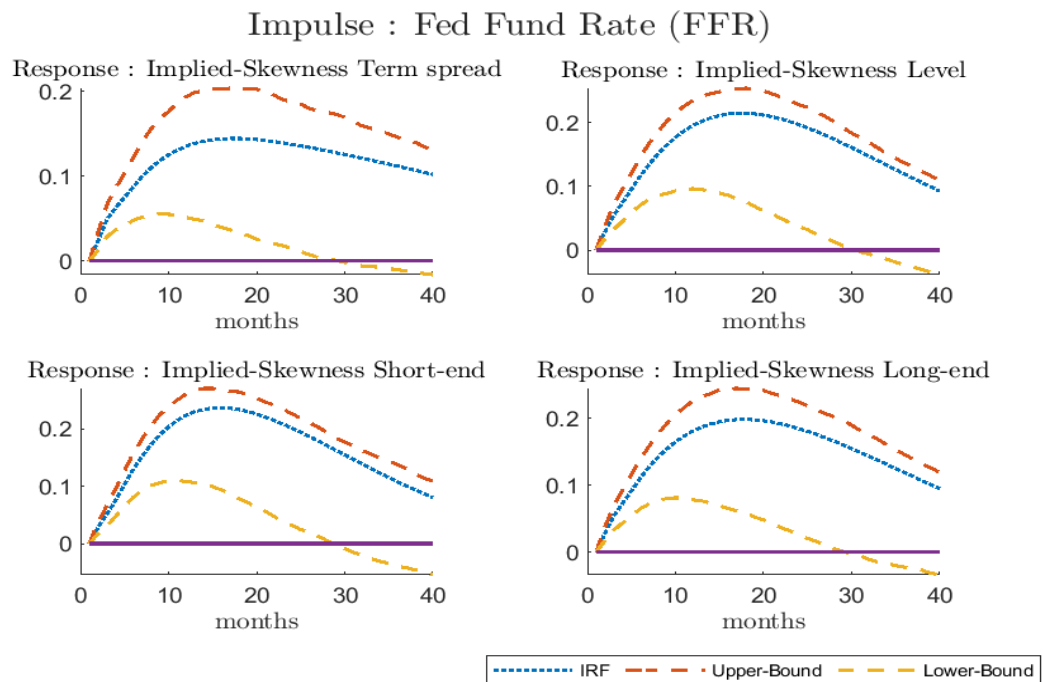 Impulse : Fed Fund Rate (FFR)
Response : Implied-Skewness Term spread
0.2
0.1
0
0 10 20 30 40
months
Response : Implied-Skewness Level
0.2
0.1
0
0 10 20 30 40
months
Response : Implied-Skewness Short-end
0.2
0.1
0
0 10 20 30 40
months
Response : Implied-Skewness Long-end
0.2
0.1
0
0 10 20 30 40
months
IRF Upper-Bound Lower-Bound